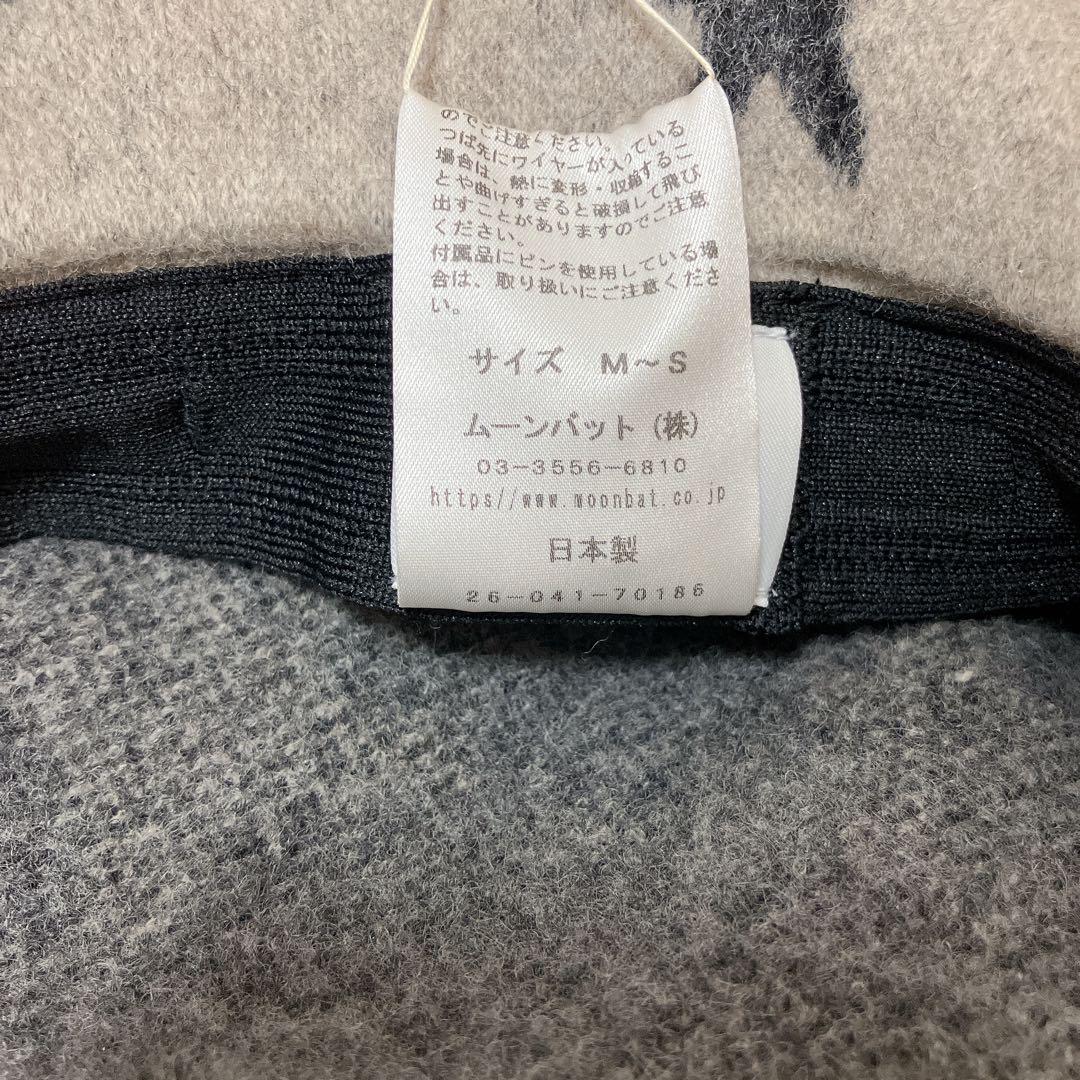 のでご注意ください。
つば先にワイヤーが入っている
場合は、熱に変形・収縮するこ
とや曲げすぎると破損して飛び
出すことがありますのでご注意
ください。
付属品にピンを使用している場
合は、取り扱いにご注意くださ
い。
サイズ M～S
ムーンバット (株)
03-3556-6810
https//www.moonbat.co.jp
日本製
26-041-70186